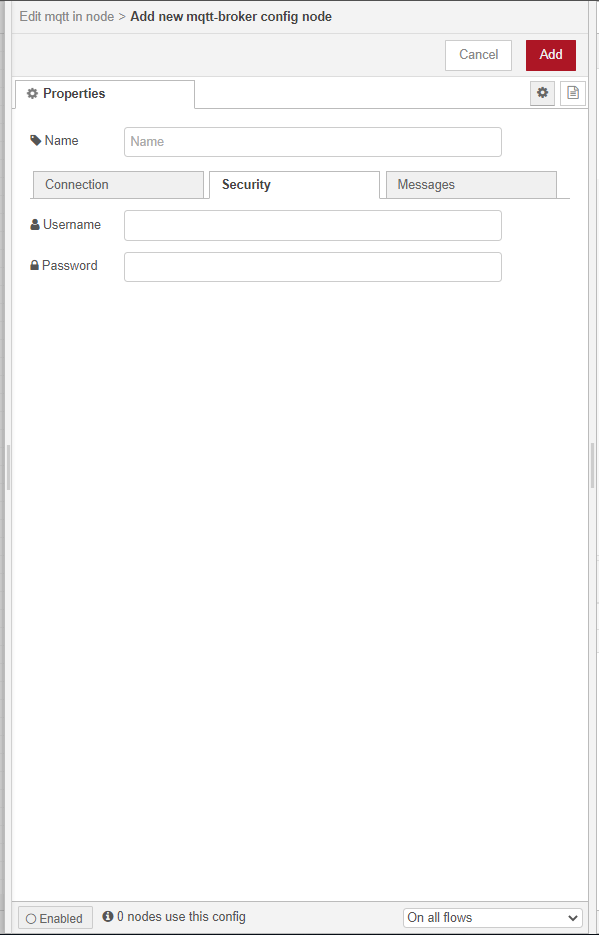 Edit mqtt in node > Add new mqtt-broker config node
Cancel Add
Properties
Name Name
Connection Security Messages
Username
Password
Enabled 0 nodes use this config On all flows